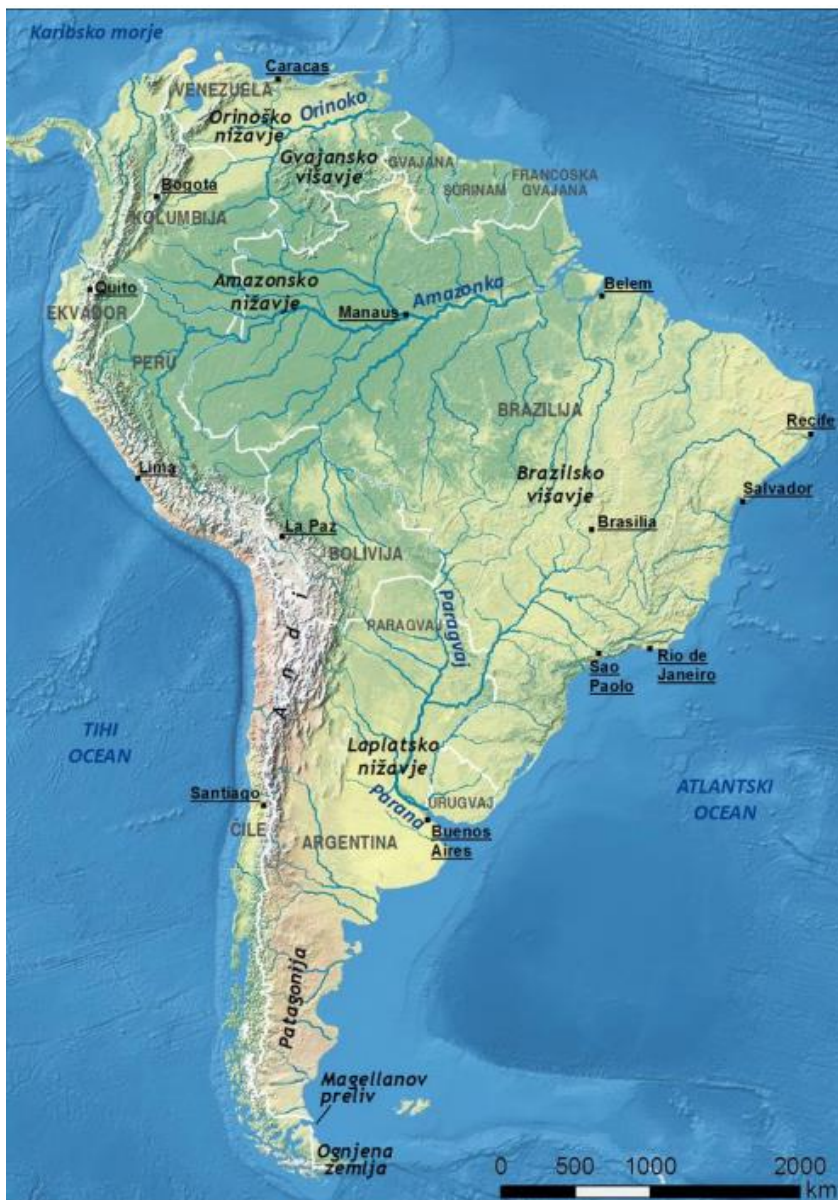 Karibsko morje
Caracas
VENEZUELA
Orinoko
Orinoško
nižavje
Gvajansko
višavje
GVAJANA
SORINAM
FRANCOSKA
GVAJANA
Bogota
KOLUMBIJA
Quito
EKVADOR
Amazonsko
nižavje
Amazonka
Manaus
Belem
PERU
BRAZILIJA
Recife
Lima
Brazilsko
višavje
Salvador
Brasilia
La Paz
BOLIVIJA
Paragvaj
PARAGVAJ
Andi
Sao
Paolo
Rio de
Janeiro
TIHI
OCEAN
Laplatsko
nižavje
ATLANTSKI
OCEAN
Santiago
ČILE
Parana
URUGVAJ
Buenos
Aires
ARGENTINA
Patagonija
Magellanov
preliv
Ognjena
zemlja
0 500 1000 2000
km